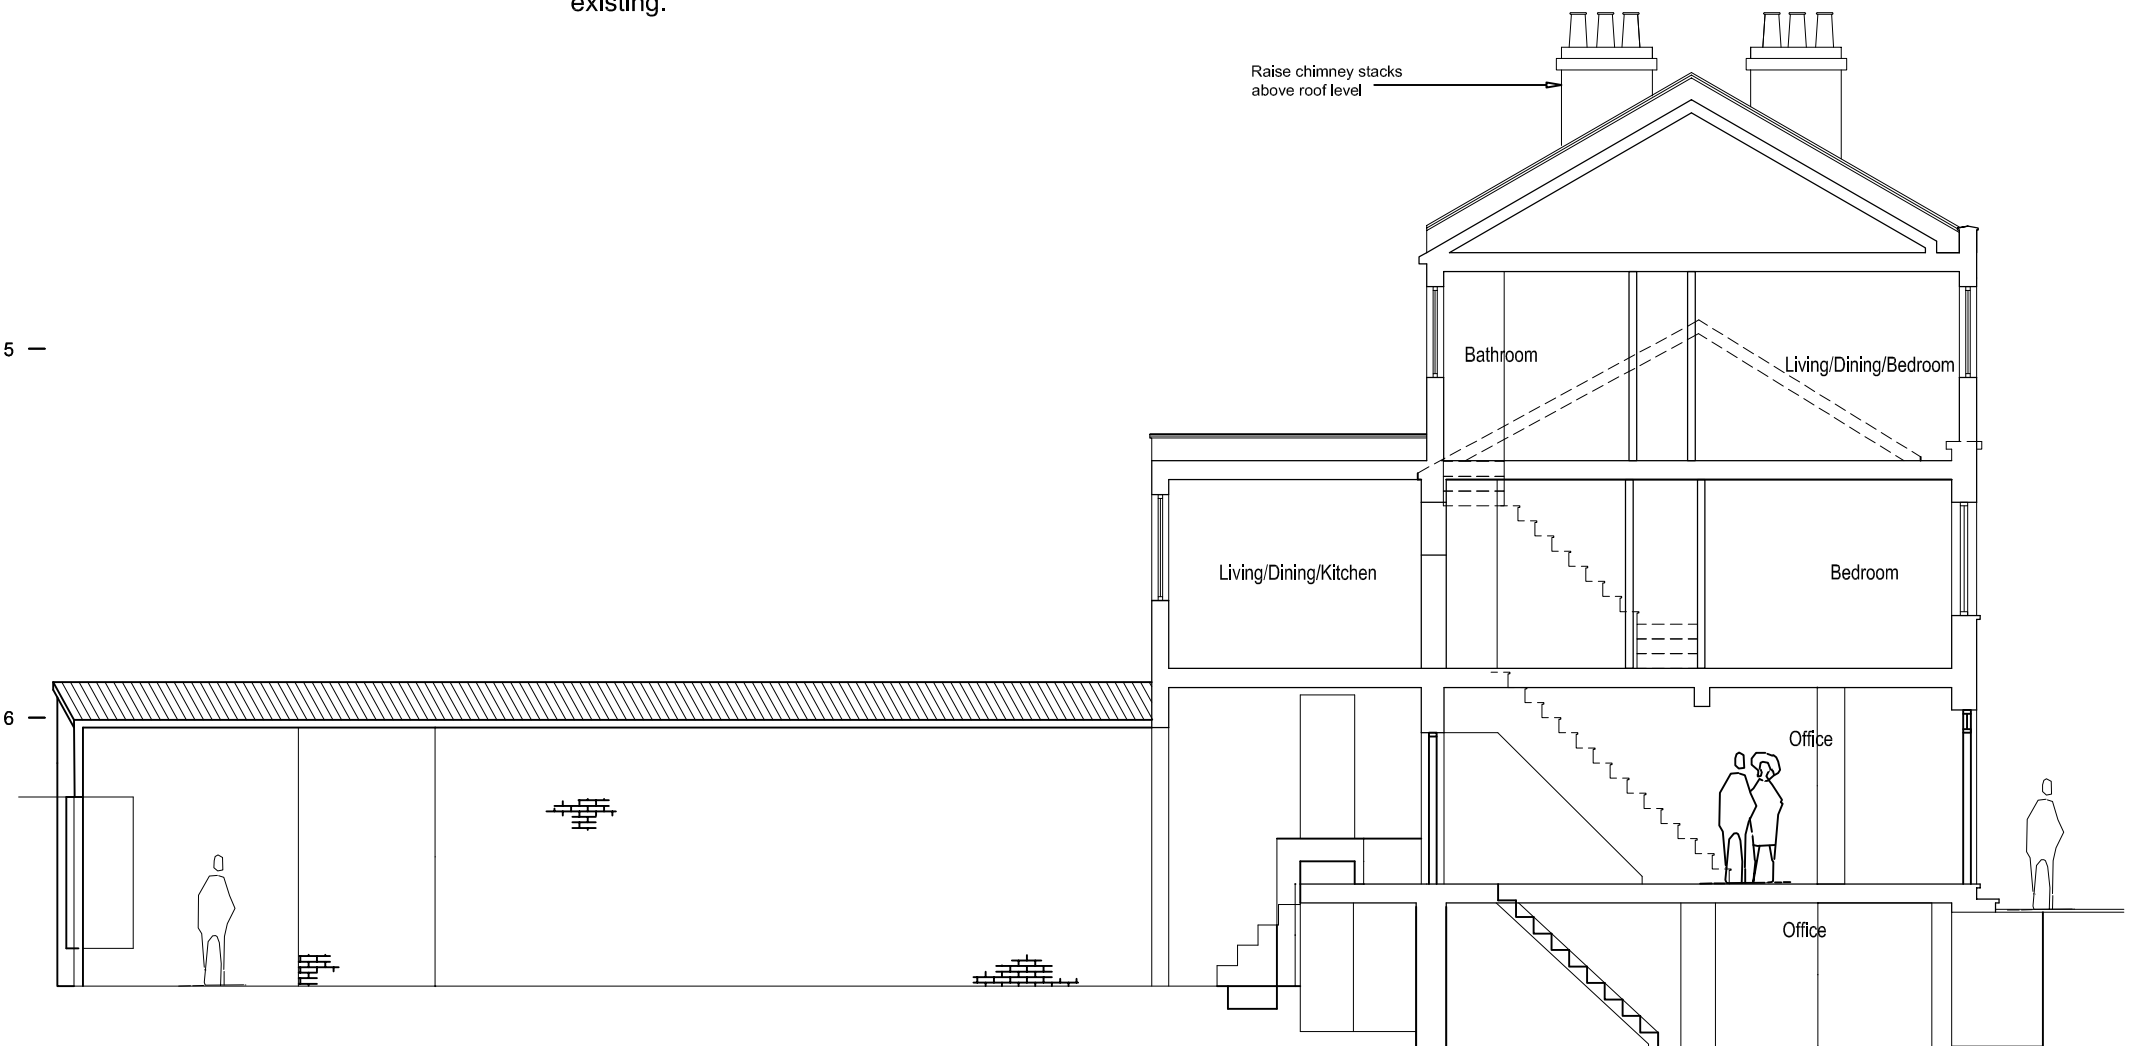 existing.
Raise chimney stacks
above roof level
5
Bathroom
Living/Dining/Bedroom
Living/Dining/Kitchen
Bedroom
6
Office
Office